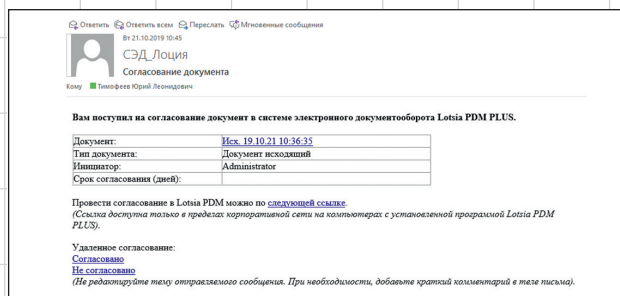 Ответить Ответить всем Переслать Мгновенные сообщения
Вт 21.10.2019 10:45
СЭД_Лоция
Согласование документа
Кому Тимофеев Юрий Леонидович
Вам поступил на согласование документ в системе электронного документооборота Lotsia PDM PLUS.
Документ: Исх. 19.10.21 10:36:35
Тип документа: Документ исходящий
Инициатор: Administrator
Срок согласования (дней):
Провести согласование в Lotsia PDM можно по следующей ссылке.
(Ссылка доступна только в пределах корпоративной сети на компьютерах с установленной программой Lotsia PDM
PLUS).
Удаленное согласование:
Согласовано
Не согласовано
(Не редактируйте тему отправляемого сообщения. При необходимости, добавьте краткий комментарий в теле письма).